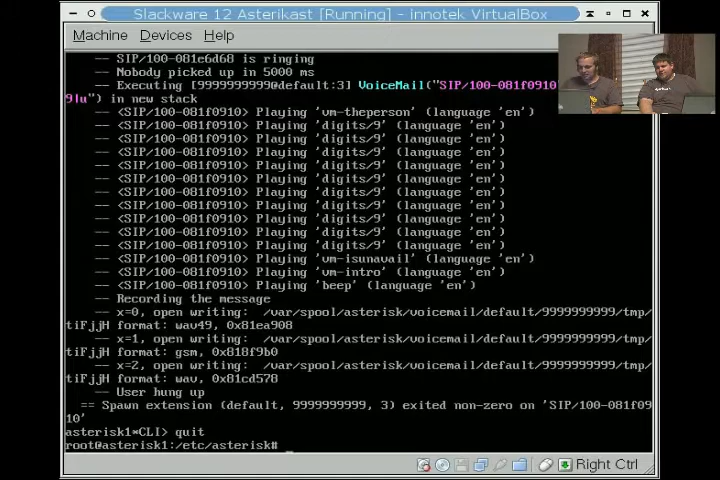 Slackware 12 Asterikast [Running] - innotek VirtualBox
Machine Devices Help
-- SIP/100-081e6d68 is ringing
-- Nobody picked up in 5000 ms
-- Executing [9999999999@default:3] VoiceMail("SIP/100-081f0910
9|u") in new stack
-- <SIP/100-081f0910> Playing 'vm-theperson' (language 'en')
-- <SIP/100-081f0910> Playing 'digits/9' (language 'en')
-- <SIP/100-081f0910> Playing 'digits/9' (language 'en')
-- <SIP/100-081f0910> Playing 'digits/9' (language 'en')
-- <SIP/100-081f0910> Playing 'digits/9' (language 'en')
-- <SIP/100-081f0910> Playing 'digits/9' (language 'en')
-- <SIP/100-081f0910> Playing 'digits/9' (language 'en')
-- <SIP/100-081f0910> Playing 'digits/9' (language 'en')
-- <SIP/100-081f0910> Playing 'digits/9' (language 'en')
-- <SIP/100-081f0910> Playing 'digits/9' (language 'en')
-- <SIP/100-081f0910> Playing 'digits/9' (language 'en')
-- <SIP/100-081f0910> Playing 'vm-isunavail' (language 'en')
-- <SIP/100-081f0910> Playing 'vm-intro' (language 'en')
-- <SIP/100-081f0910> Playing 'beep' (language 'en')
-- Recording the message
-- x=0, open writing: /var/spool/asterisk/voicemail/default/9999999999/tmp/
tiFjjH format: wav49, 0x81ea908
-- x=1, open writing: /var/spool/asterisk/voicemail/default/9999999999/tmp/
tiFjjH format: gsm, 0x818f9b0
-- x=2, open writing: /var/spool/asterisk/voicemail/default/9999999999/tmp/
tiFjjH format: wav, 0x81cd578
-- User hung up
== Spawn extension (default, 9999999999, 3) exited non-zero on 'SIP/100-081f09
10'
asterisk1*CLI> quit
root@asterisk1:/etc/asterisk# _
Right Ctrl